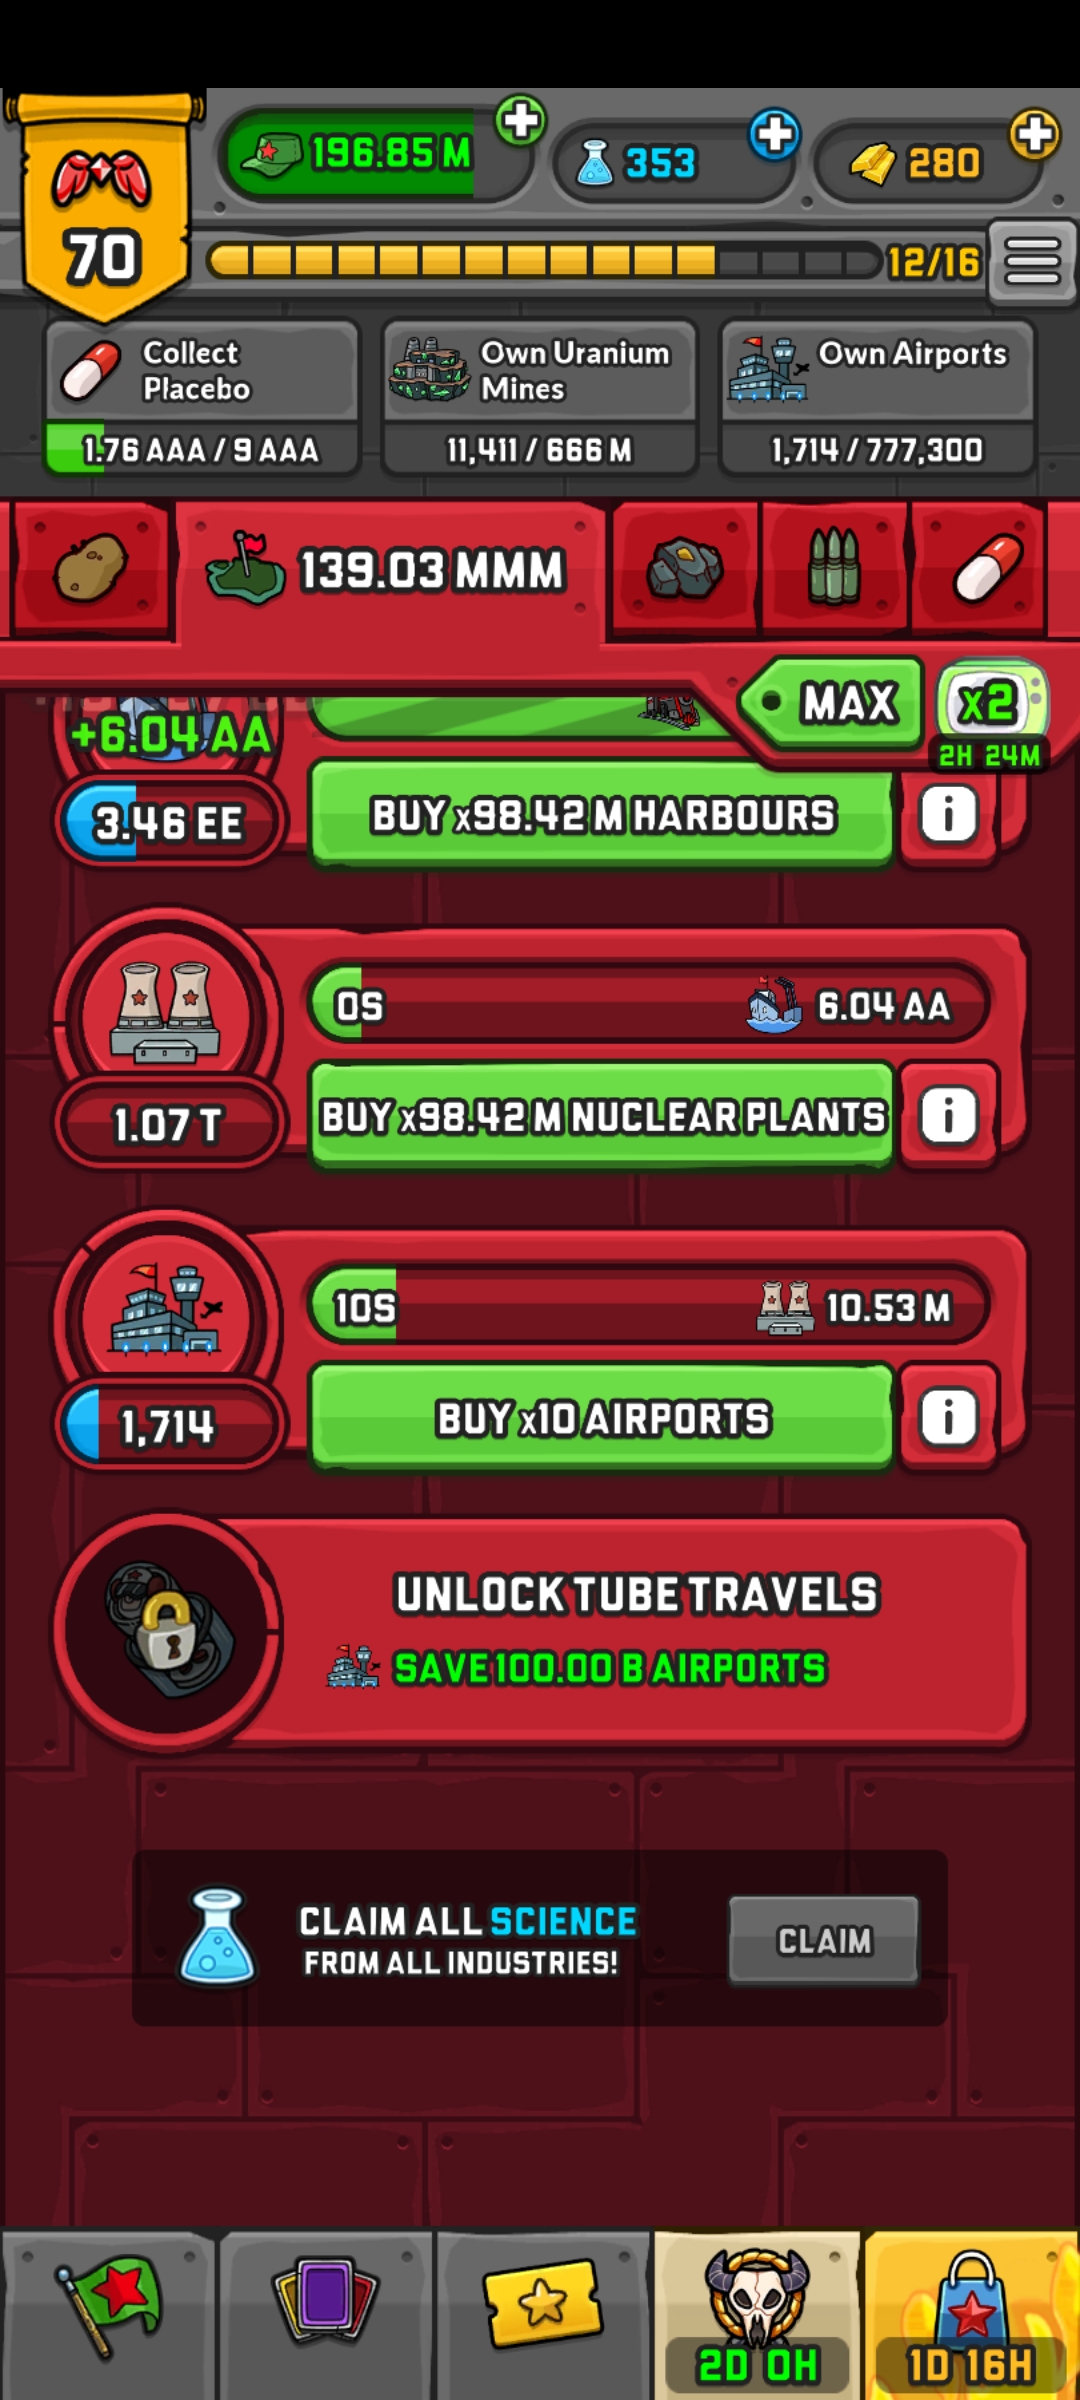 196.85 M
353
280
70
12/16
Collect
Placebo
1.76 AAA / 9 AAA
Own Uranium
Mines
11,411 / 666 M
Own Airports
1,714 / 777,300
139.03 MMM
MAX
x2
2H 24M
+6.04 AA
3.46 EE
BUY x98.42 M HARBOURS
i
0S
6.04 AA
1.07 T
BUY x98.42 M NUCLEAR PLANTS
i
10S
10.53 M
1,714
BUY x10 AIRPORTS
i
UNLOCK TUBE TRAVELS
SAVE 100.00 B AIRPORTS
CLAIM ALL SCIENCE
FROM ALL INDUSTRIES!
CLAIM
2D 0H
1D 16H